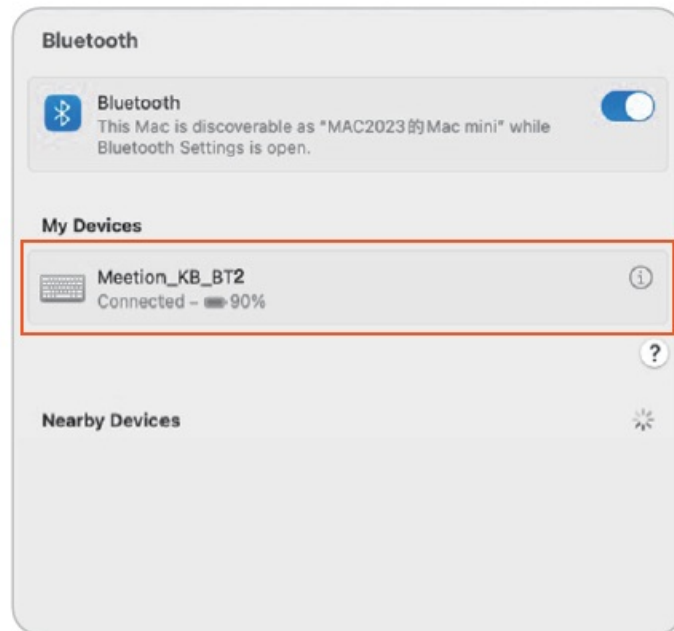 Bluetooth
Bluetooth
This Mac is discoverable as "MAC2023的Mac mini" while
Bluetooth Settings is open.
My Devices
Meetion_KB_BT2
Connected – 90%
?
Nearby Devices